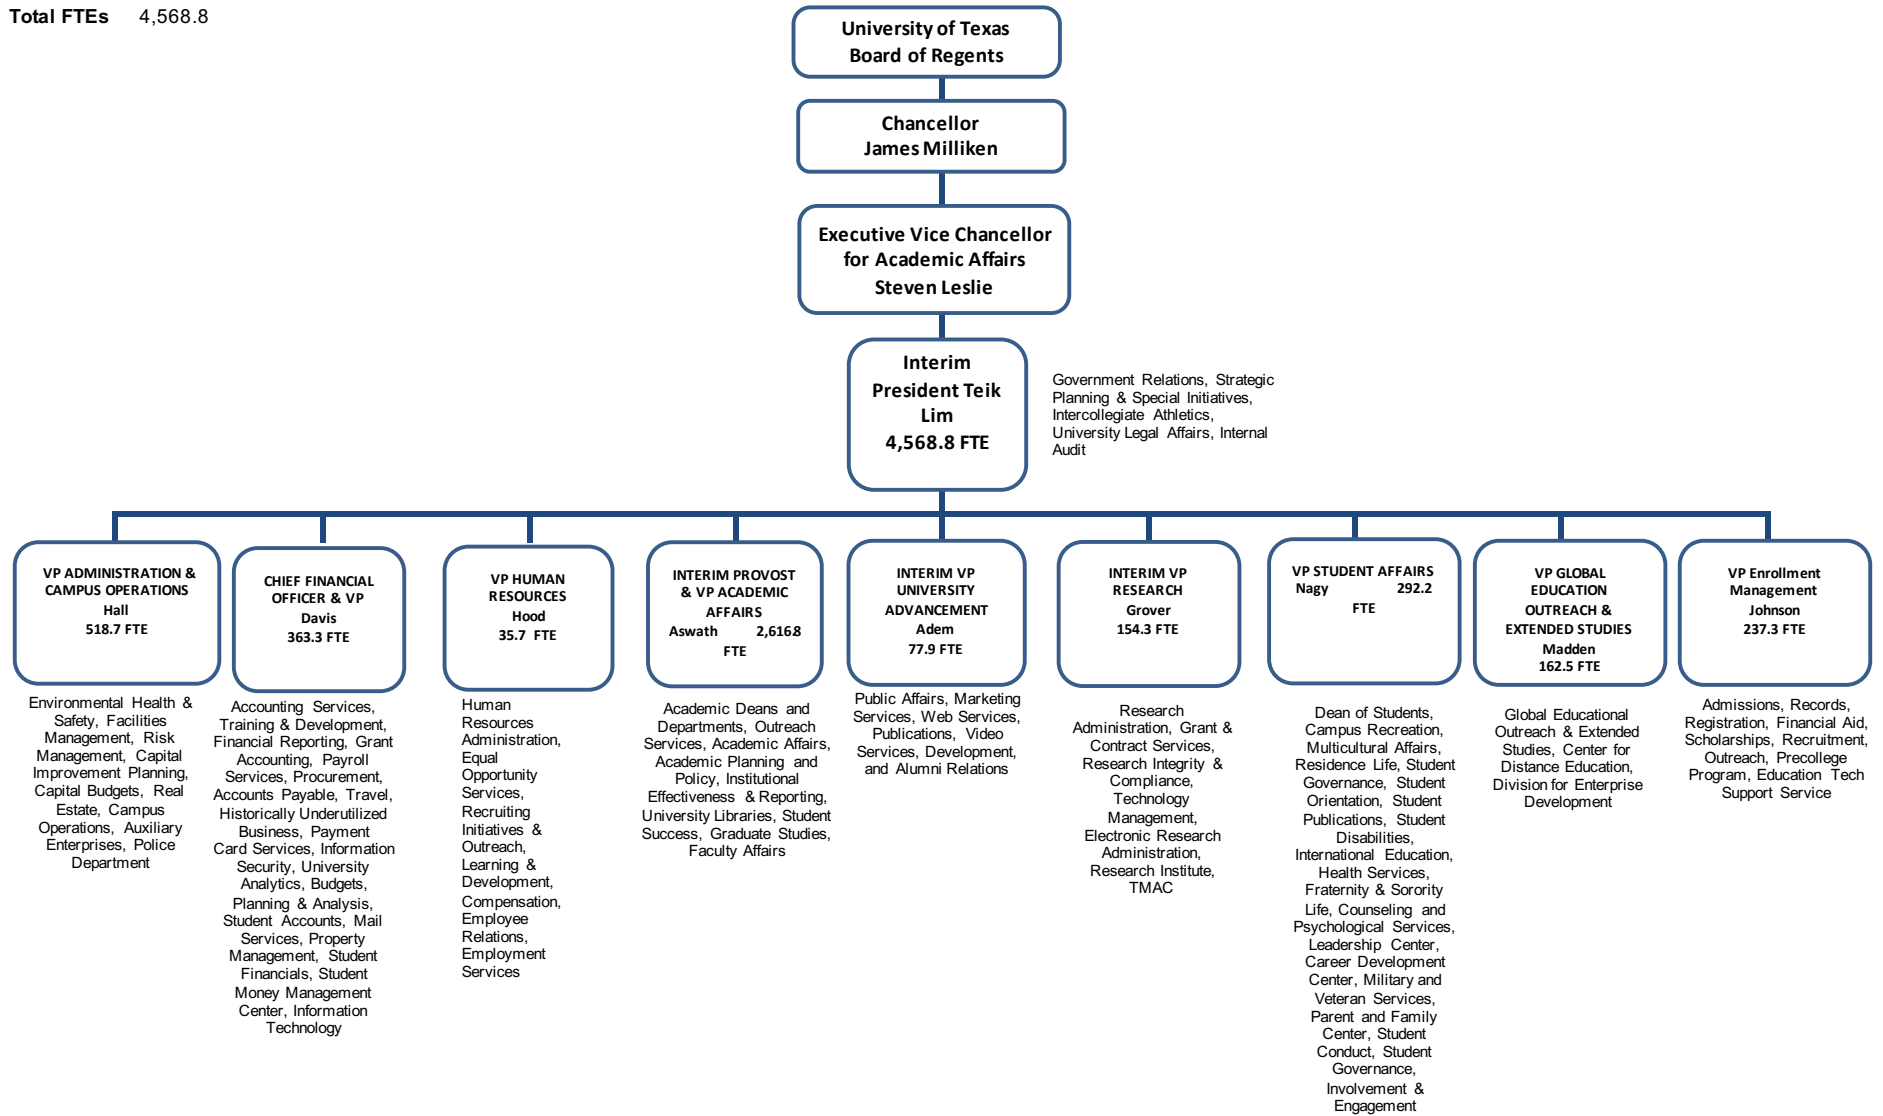 Total FTEs 4,568.8
University of Texas
Board of Regents
Chancellor
James Milliken
Executive Vice Chancellor
for Academic Affairs
Steven Leslie
Interim
President Teik
Lim
4,568.8 FTE
Government Relations, Strategic
Planning & Special Initiatives,
Intercollegiate Athletics,
University Legal Affairs, Internal
Audit
VP ADMINISTRATION &
CAMPUS OPERATIONS
Hall
518.7 FTE
Environmental Health &
Safety, Facilities
Management, Risk
Management, Capital
Improvement Planning,
Capital Budgets, Real
Estate, Campus
Operations, Auxiliary
Enterprises, Police
Department
CHIEF FINANCIAL
OFFICER & VP
Davis
363.3 FTE
Accounting Services,
Training & Development,
Financial Reporting, Grant
Accounting, Payroll
Services, Procurement,
Accounts Payable, Travel,
Historically Underutilized
Business, Payment
Card Services, Information
Security, University
Analytics, Budgets,
Planning & Analysis,
Student Accounts, Mail
Services, Property
Management, Student
Financials, Student
Money Management
Center, Information
Technology
VP HUMAN
RESOURCES
Hood
35.7 FTE
Human
Resources
Administration,
Equal
Opportunity
Services,
Recruiting
Initiatives &
Outreach,
Learning &
Development,
Compensation,
Employee
Relations,
Employment
Services
INTERIM PROVOST
& VP ACADEMIC
AFFAIRS
Aswath 2,616.8
FTE
Academic Deans and
Departments, Outreach
Services, Academic Affairs,
Academic Planning and
Policy, Institutional
Effectiveness & Reporting,
University Libraries, Student
Success, Graduate Studies,
Faculty Affairs
INTERIM VP
UNIVERSITY
ADVANCEMENT
Adem
77.9 FTE
Public Affairs, Marketing
Services, Web Services,
Publications, Video
Services, Development,
and Alumni Relations
INTERIM VP
RESEARCH
Grover
154.3 FTE
Research
Administration, Grant &
Contract Services,
Research Integrity &
Compliance,
Technology
Management,
Electronic Research
Administration,
Research Institute,
TMAC
VP STUDENT AFFAIRS
Nagy 292.2
FTE
Dean of Students,
Campus Recreation,
Multicultural Affairs,
Residence Life, Student
Governance, Student
Orientation, Student
Publications, Student
Disabilities,
International Education,
Health Services,
Fraternity & Sorority
Life, Counseling and
Psychological Services,
Leadership Center,
Career Development
Center, Military and
Veteran Services,
Parent and Family
Center, Student
Conduct, Student
Governance,
Involvement &
Engagement
VP GLOBAL
EDUCATION
OUTREACH &
EXTENDED STUDIES
Madden
162.5 FTE
Global Educational
Outreach & Extended
Studies, Center for
Distance Education,
Division for Enterprise
Development
VP Enrollment
Management
Johnson
237.3 FTE
Admissions, Records,
Registration, Financial Aid,
Scholarships, Recruitment,
Outreach, Precollege
Program, Education Tech
Support Service